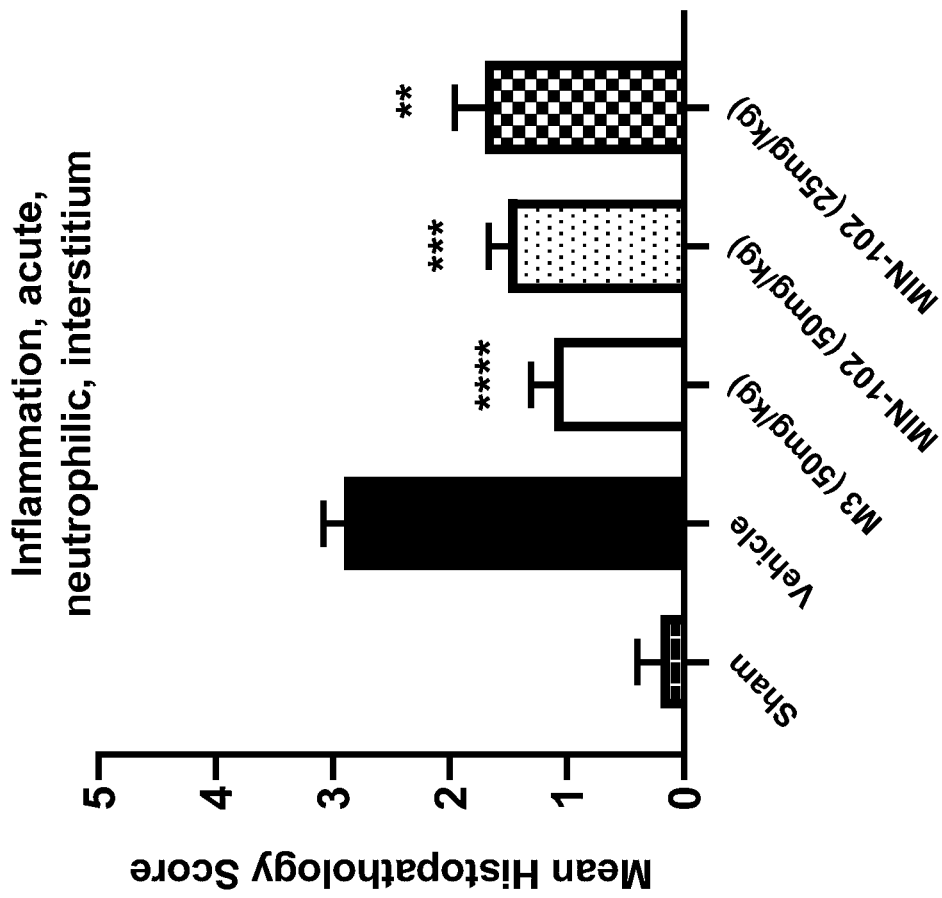 Inflammation, acute,
neutrophilic, interstitium
Mean Histopathology Score
5
4
3
2
1
0
****
***
**
Sham
Vehicle
M3 (50mg/kg)
MIN-102 (50mg/kg)
MIN-102 (25mg/kg)